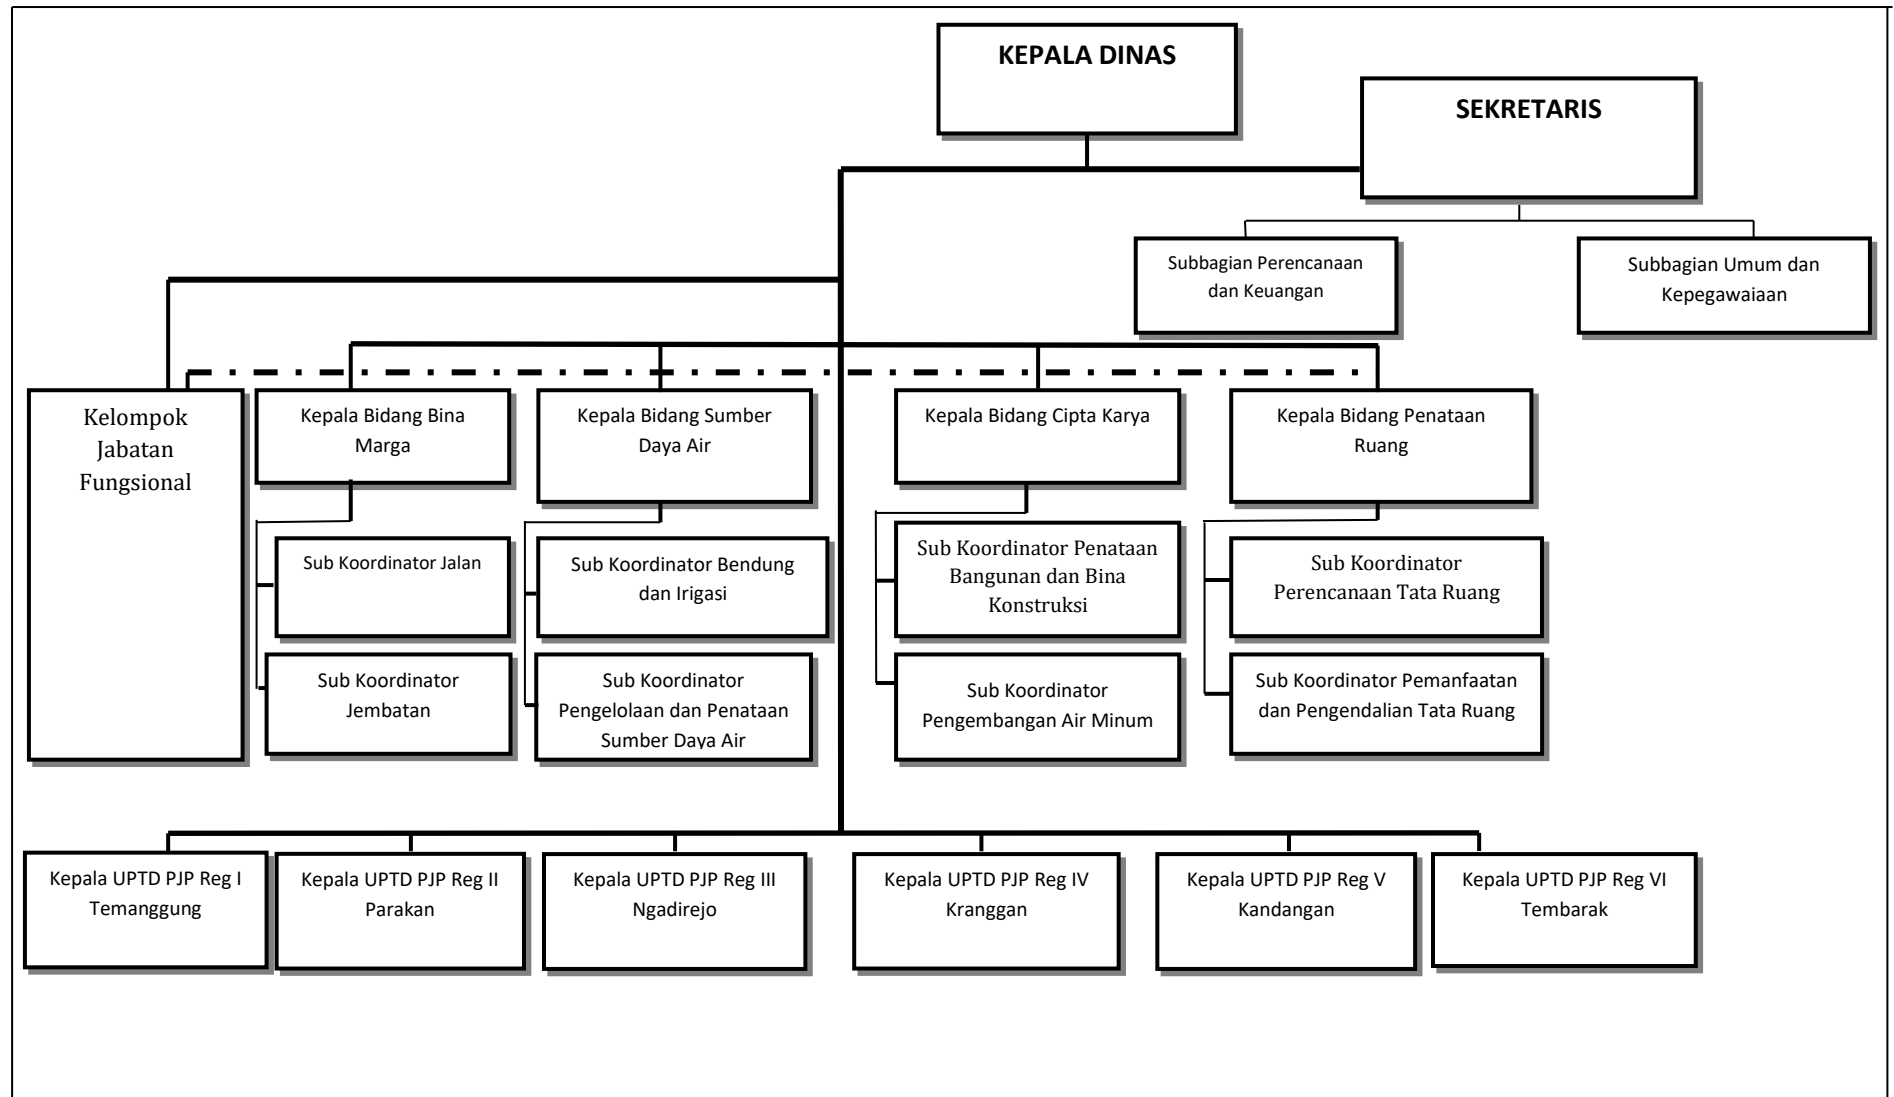 KEPALA DINAS
SEKRETARIS
Subbagian Perencanaan
dan Keuangan
Subbagian Umum dan
Kepegawaiaan
Kelompok
Jabatan
Fungsional
Kepala Bidang Bina
Marga
Kepala Bidang Sumber
Daya Air
Kepala Bidang Cipta Karya
Kepala Bidang Penataan
Ruang
Sub Koordinator Jalan
Sub Koordinator Bendung
dan Irigasi
Sub Koordinator Penataan
Bangunan dan Bina
Konstruksi
Sub Koordinator
Perencanaan Tata Ruang
Sub Koordinator
Jembatan
Sub Koordinator
Pengelolaan dan Penataan
Sumber Daya Air
Sub Koordinator
Pengembangan Air Minum
Sub Koordinator Pemanfaatan
dan Pengendalian Tata Ruang
Kepala UPTD PJP Reg I
Temanggung
Kepala UPTD PJP Reg II
Parakan
Kepala UPTD PJP Reg III
Ngadirejo
Kepala UPTD PJP Reg IV
Kranggan
Kepala UPTD PJP Reg V
Kandangan
Kepala UPTD PJP Reg VI
Tembarak